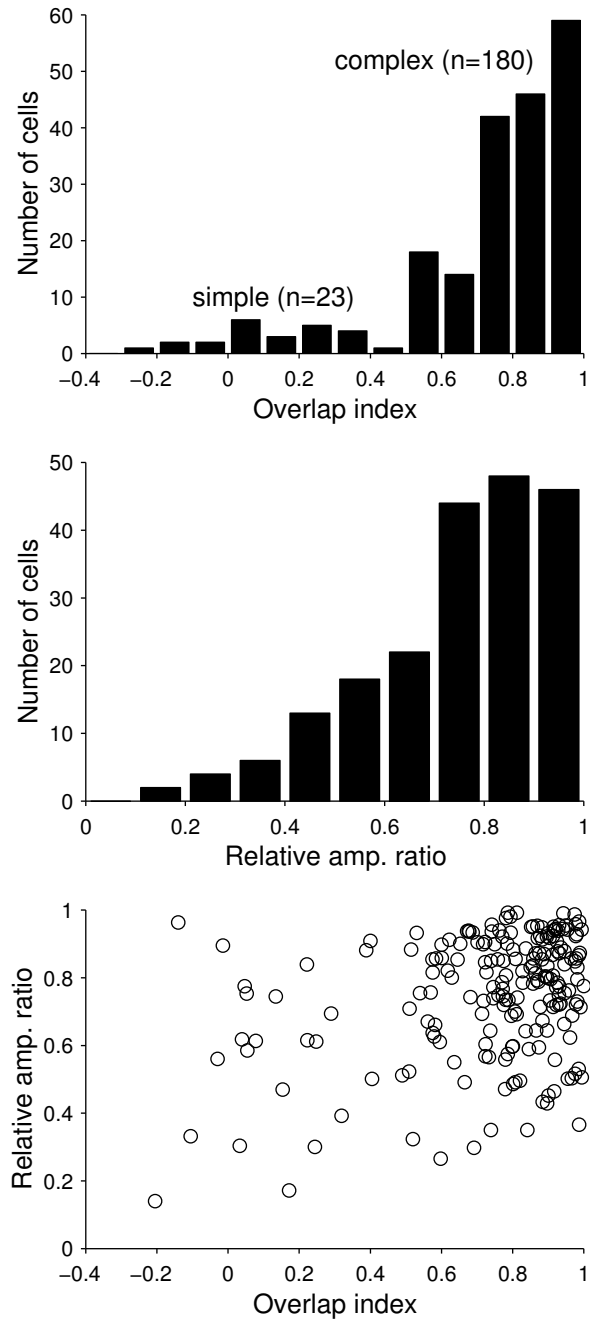 60
50
40
30
20
10
0
Number of cells
complex (n=180)
simple (n=23)
−0.4 −0.2 0 0.2 0.4 0.6 0.8 1
Overlap index
50
40
30
20
10
0
Number of cells
0 0.2 0.4 0.6 0.8 1
Relative amp. ratio
1
0.8
0.6
0.4
0.2
0
Relative amp. ratio
−0.4 −0.2 0 0.2 0.4 0.6 0.8 1
Overlap index